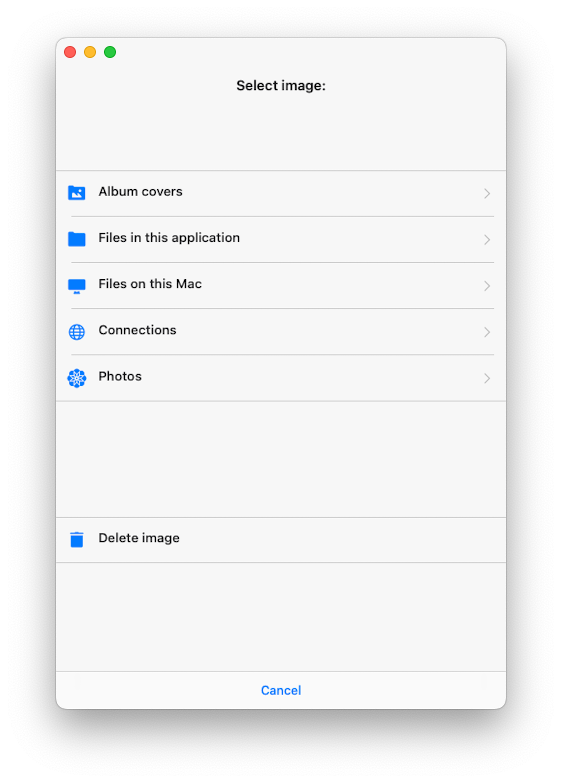 Select image:
Album covers
Files in this application
Files on this Mac
Connections
Photos
Delete image
Cancel